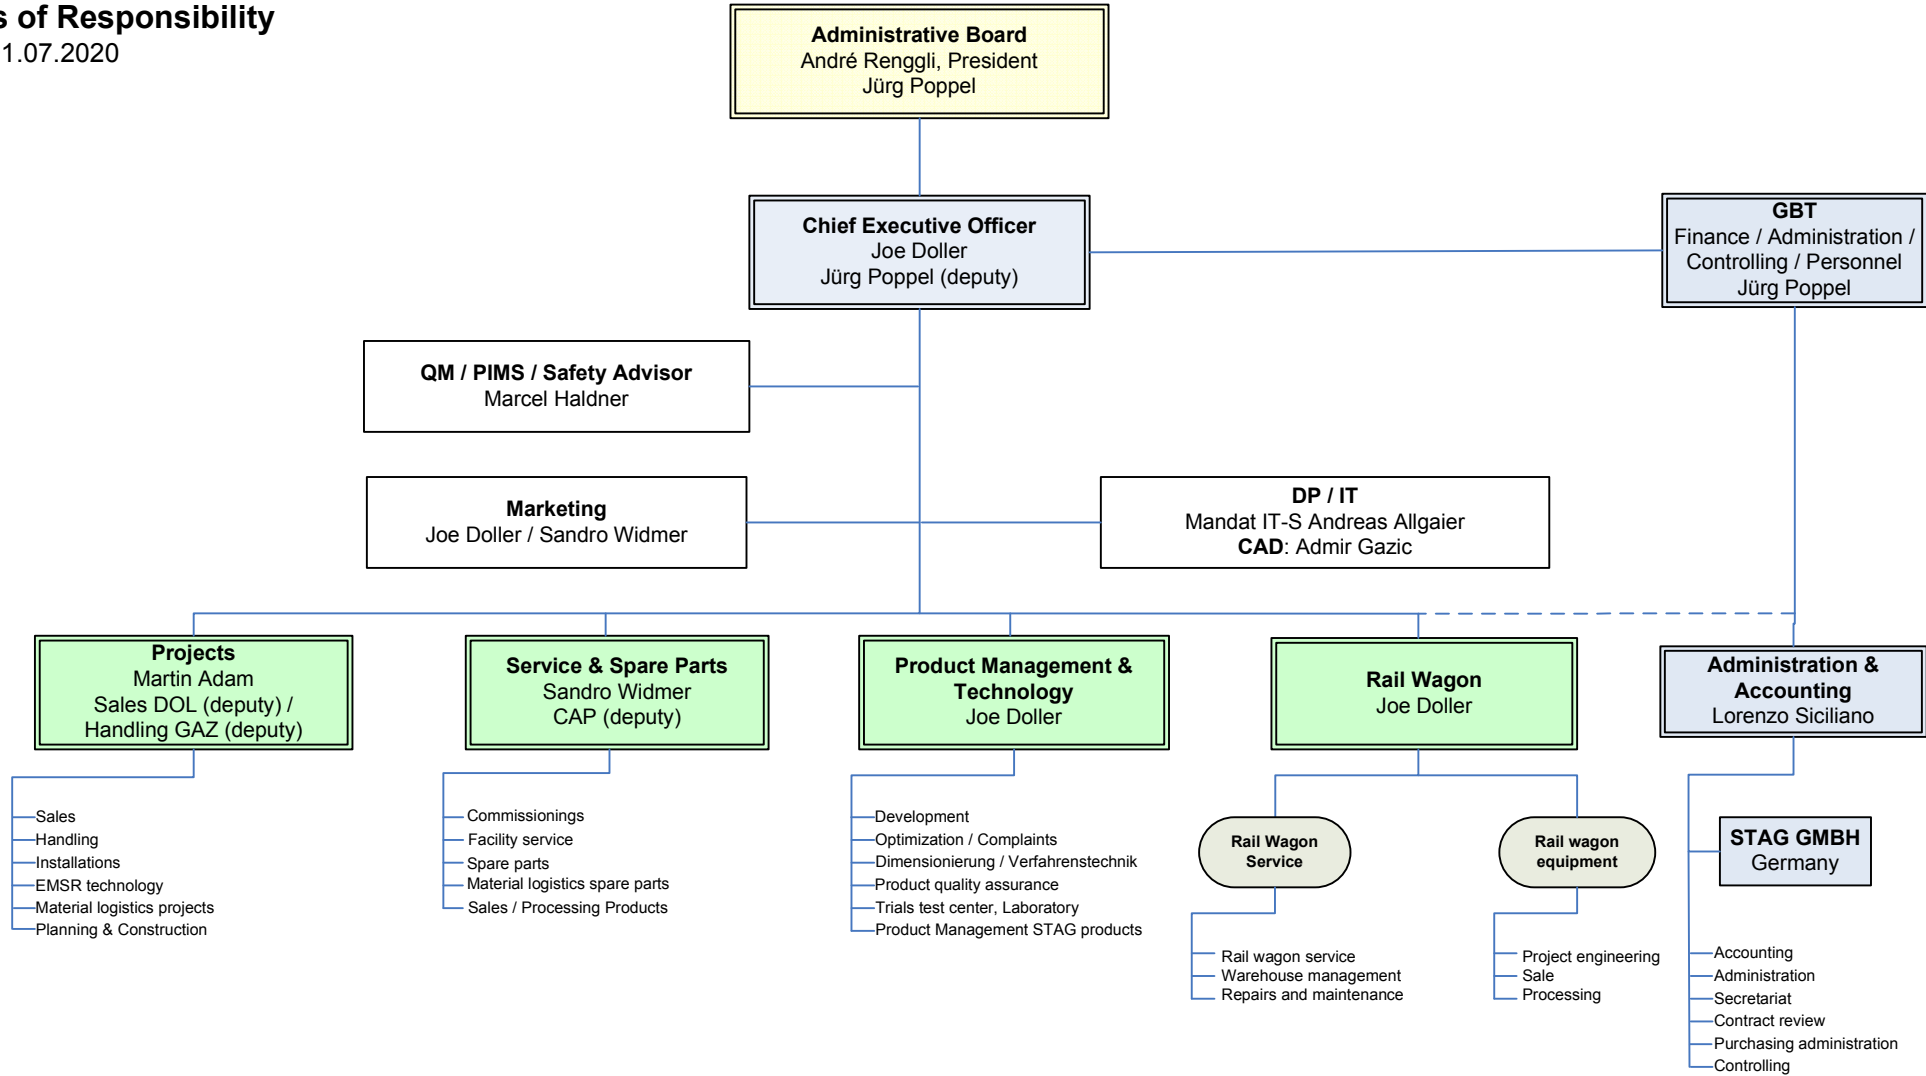 s of Responsibility
1.07.2020
Administrative Board
André Renggli, President
Jürg Poppel
Chief Executive Officer
Joe Doller
Jürg Poppel (deputy)
GBT
Finance / Administration /
Controlling / Personnel
Jürg Poppel
QM / PIMS / Safety Advisor
Marcel Haldner
Marketing
Joe Doller / Sandro Widmer
DP / IT
Mandat IT-S Andreas Allgaier
CAD: Admir Gazic
Projects
Martin Adam
Sales DOL (deputy) /
Handling GAZ (deputy)
Service & Spare Parts
Sandro Widmer
CAP (deputy)
Product Management &
Technology
Joe Doller
Rail Wagon
Joe Doller
Administration &
Accounting
Lorenzo Siciliano
Sales
Handling
Installations
EMSR technology
Material logistics projects
Planning & Construction
Commissionings
Facility service
Spare parts
Material logistics spare parts
Sales / Processing Products
Development
Optimization / Complaints
Dimensionierung / Verfahrenstechnik
Product quality assurance
Trials test center, Laboratory
Product Management STAG products
Rail Wagon
Service
Rail wagon service
Warehouse management
Repairs and maintenance
Rail wagon
equipment
Project engineering
Sale
Processing
STAG GMBH
Germany
Accounting
Administration
Secretariat
Contract review
Purchasing administration
Controlling